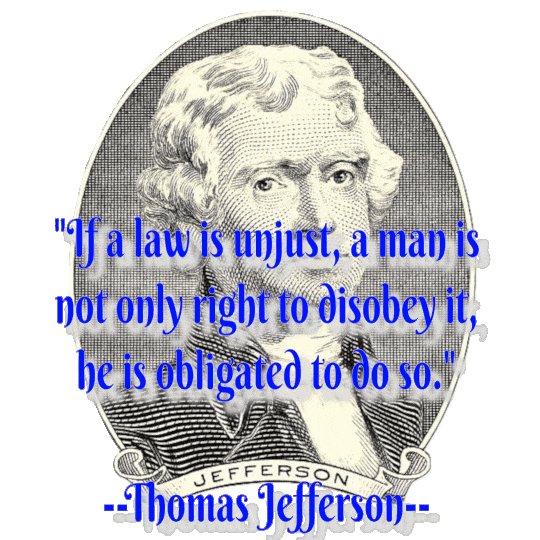 "If a law is unjust, a man is
not only right to disobey it,
he is obligated to do so."
JEFFERSON
--Thomas Jefferson--